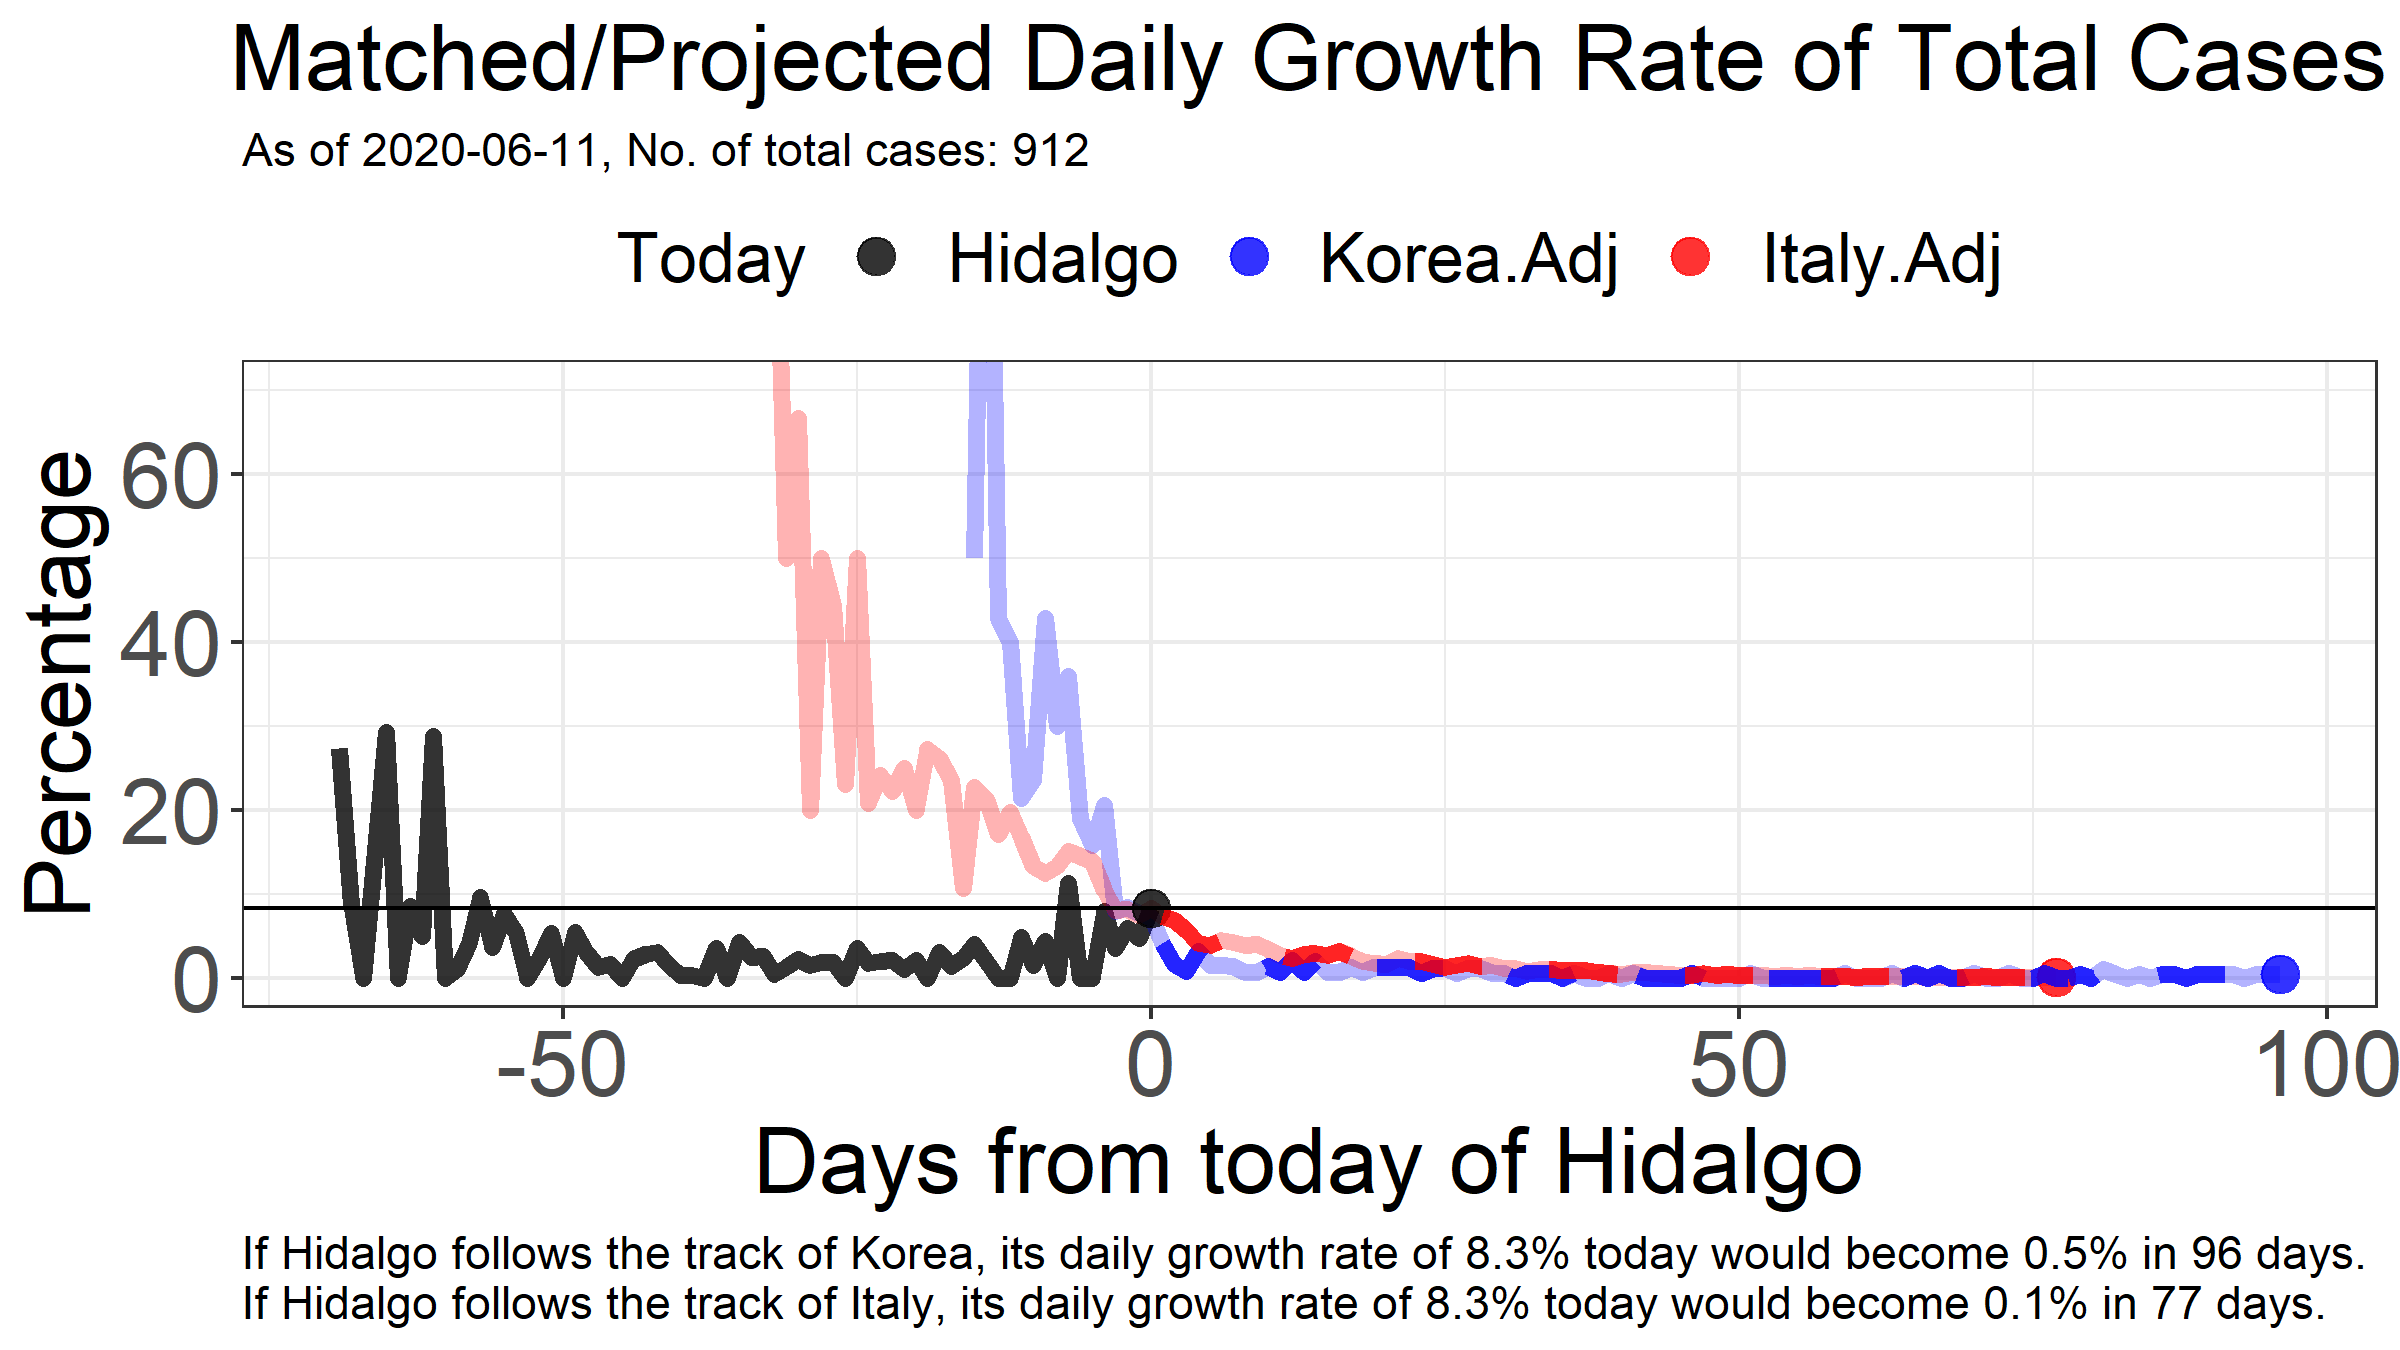 Matched/Projected Daily Growth Rate of Total Cases
As of 2020-06-11, No. of total cases: 912
Today Hidalgo Korea.Adj Italy.Adj
Percentage
60
40
20
0
-50 0 50 100
Days from today of Hidalgo
If Hidalgo follows the track of Korea, its daily growth rate of 8.3% today would become 0.5% in 96 days.
If Hidalgo follows the track of Italy, its daily growth rate of 8.3% today would become 0.1% in 77 days.